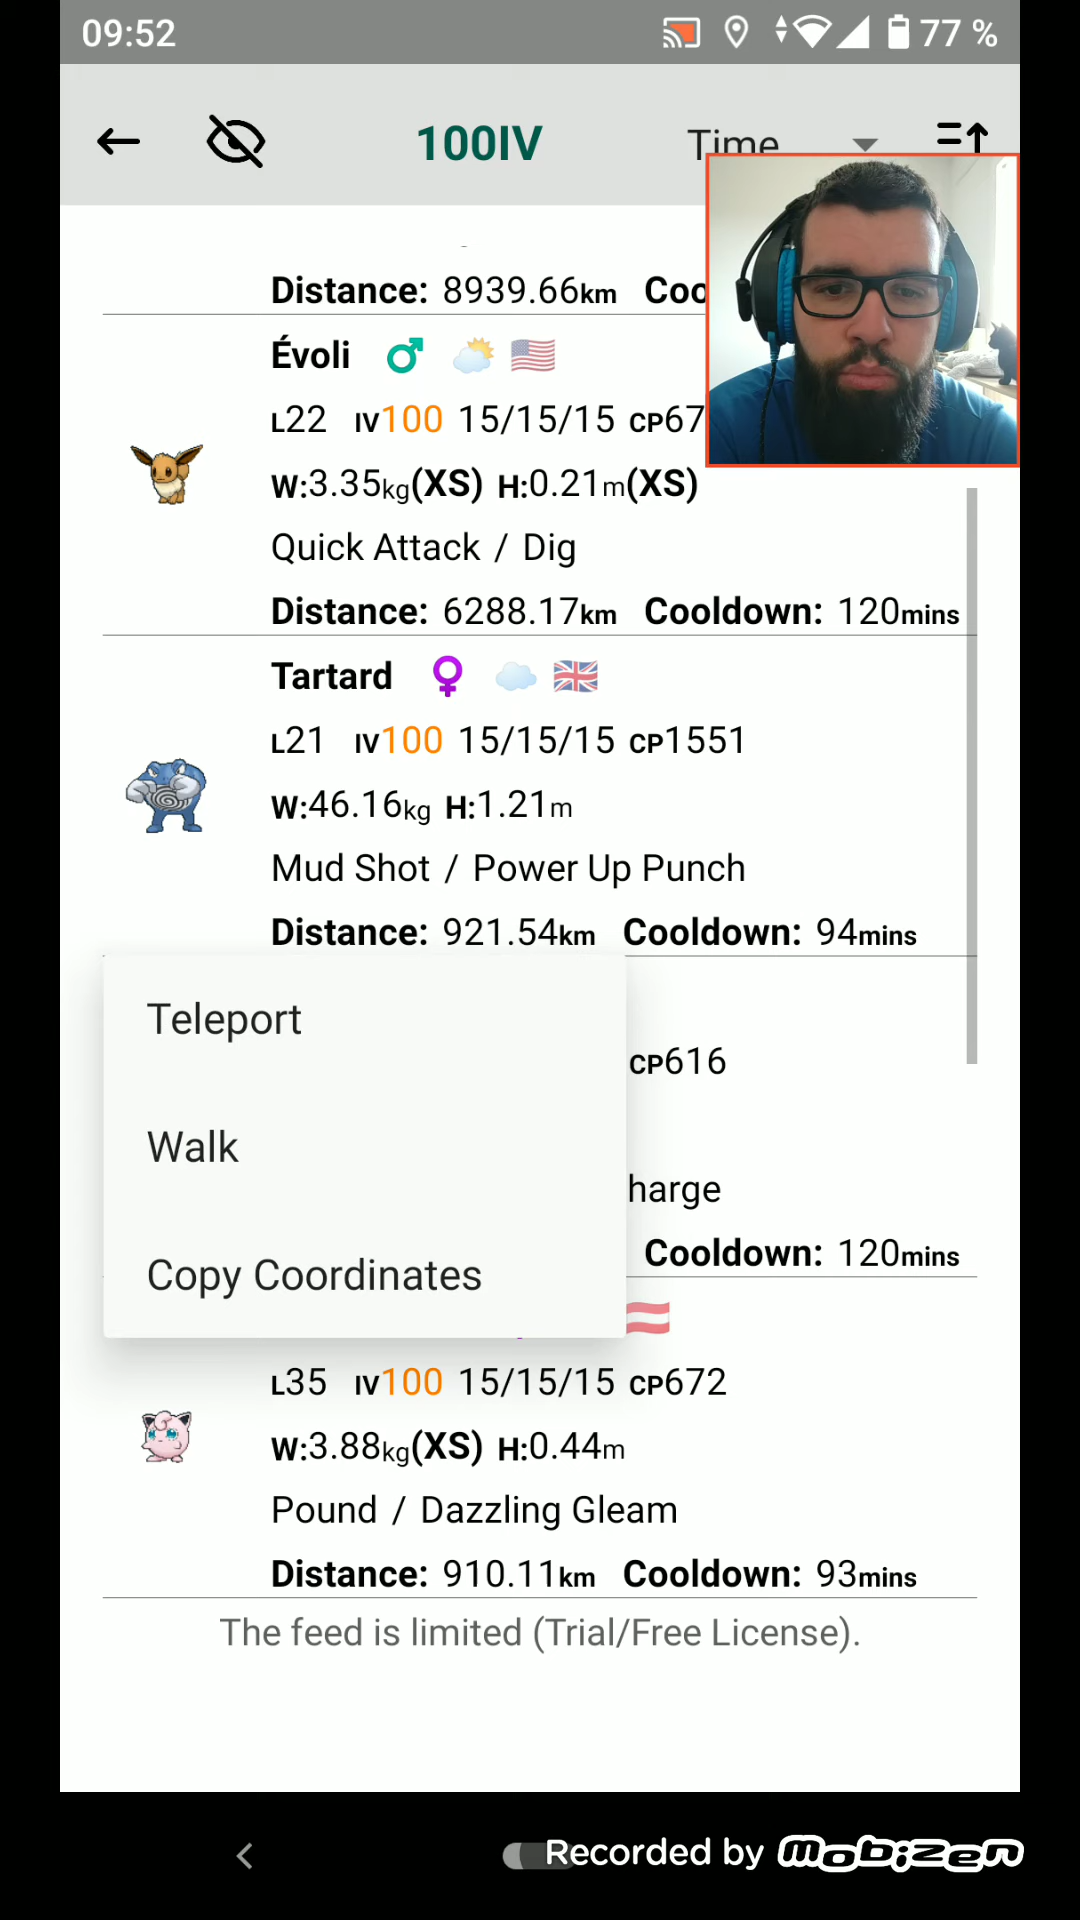 09:52 77 %
100IV Time
Distance: 8939.66km Coo
Évoli
L22 IV100 15/15/15 CP67
W:3.35kg(XS) H:0.21m(XS)
Quick Attack / Dig
Distance: 6288.17km Cooldown: 120mins
Tartard
L21 IV100 15/15/15 CP1551
W:46.16kg H:1.21m
Mud Shot / Power Up Punch
Distance: 921.54km Cooldown: 94mins
Teleport
CP616
Walk
harge
Cooldown: 120mins
Copy Coordinates
L35 IV100 15/15/15 CP672
W:3.88kg(XS) H:0.44m
Pound / Dazzling Gleam
Distance: 910.11km Cooldown: 93mins
The feed is limited (Trial/Free License).
Recorded by mobizen